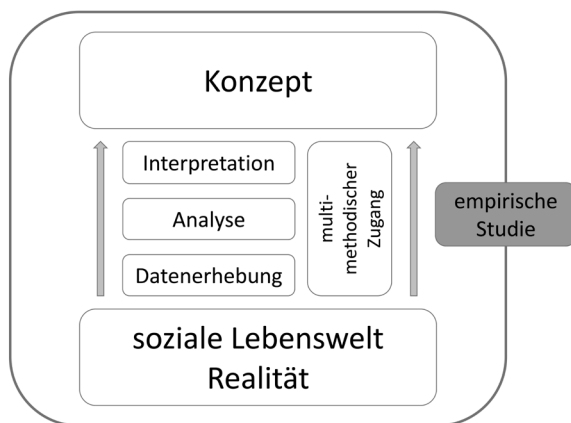 Konzept
Interpretation
Analyse
Datenerhebung
multi-
methodischer
Zugang
empirische
Studie
soziale Lebenswelt
Realität